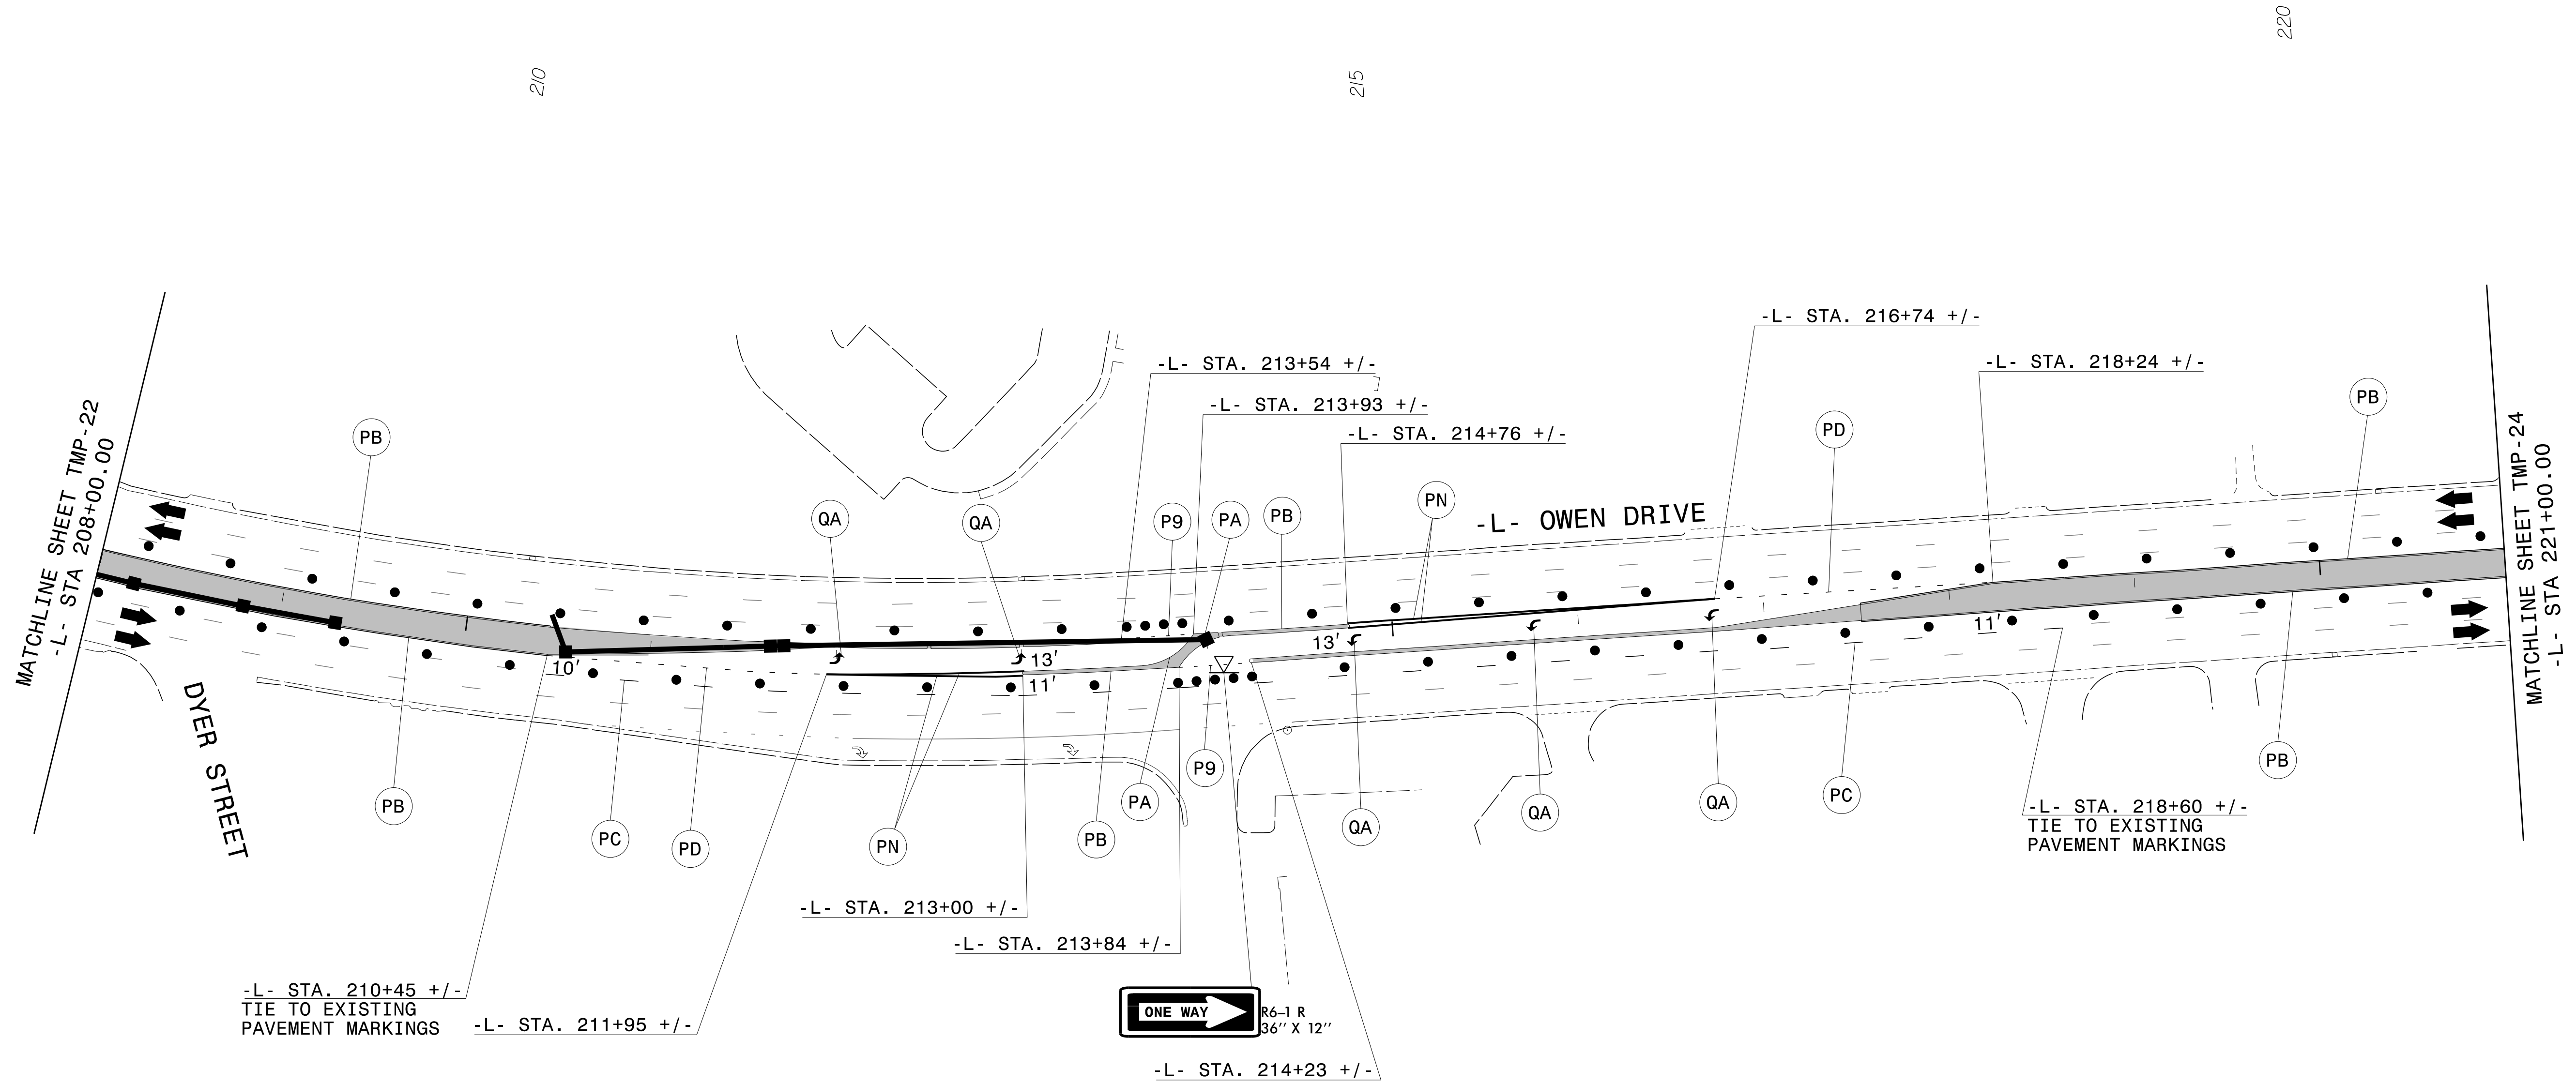 210
215
220
-L- STA. 216+74 +/-
-L- STA. 213+54 +/-
-L- STA. 218+24 +/-
-L- STA. 213+93 +/-
-L- STA. 214+76 +/-
MATCHLINE SHEET TMP-22
-L- STA 208+00.00
MATCHLINE SHEET TMP-24
-L- STA 221+00.00
PB
QA
QA
P9
PA
PB
PN
PD
PB
-L- OWEN DRIVE
10'
13'
11'
13'
11'
DYER STREET
PB
PC
PD
PN
PB
PA
P9
QA
QA
QA
PC
PB
-L- STA. 218+60 +/-
TIE TO EXISTING
PAVEMENT MARKINGS
-L- STA. 213+00 +/-
-L- STA. 213+84 +/-
-L- STA. 210+45 +/-
TIE TO EXISTING
PAVEMENT MARKINGS
-L- STA. 211+95 +/-
ONE WAY
R6-1 R
36" X 12"
-L- STA. 214+23 +/-